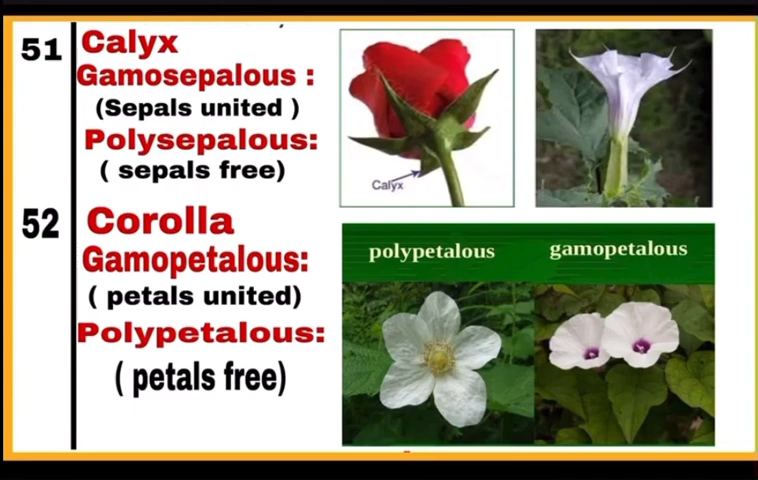 51
Calyx
Gamosepalous :
(Sepals united )
Polysepalous:
( sepals free)
Calyx
52
Corolla
Gamopetalous:
( petals united)
Polypetalous:
( petals free)
polypetalous
gamopetalous